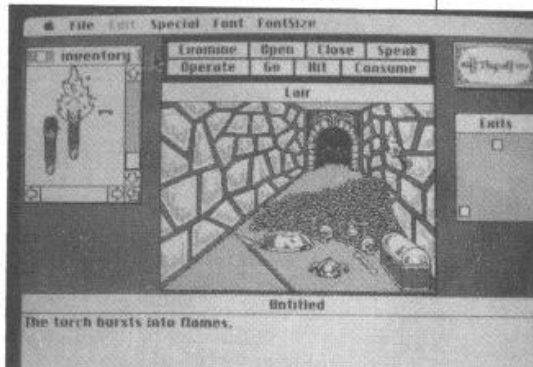 File Edit Special Font FontSize
inventory
Examine Open Close Speak
Operate Go Hit Consume
Lair
Exits
Untitled
The torch bursts into flames.